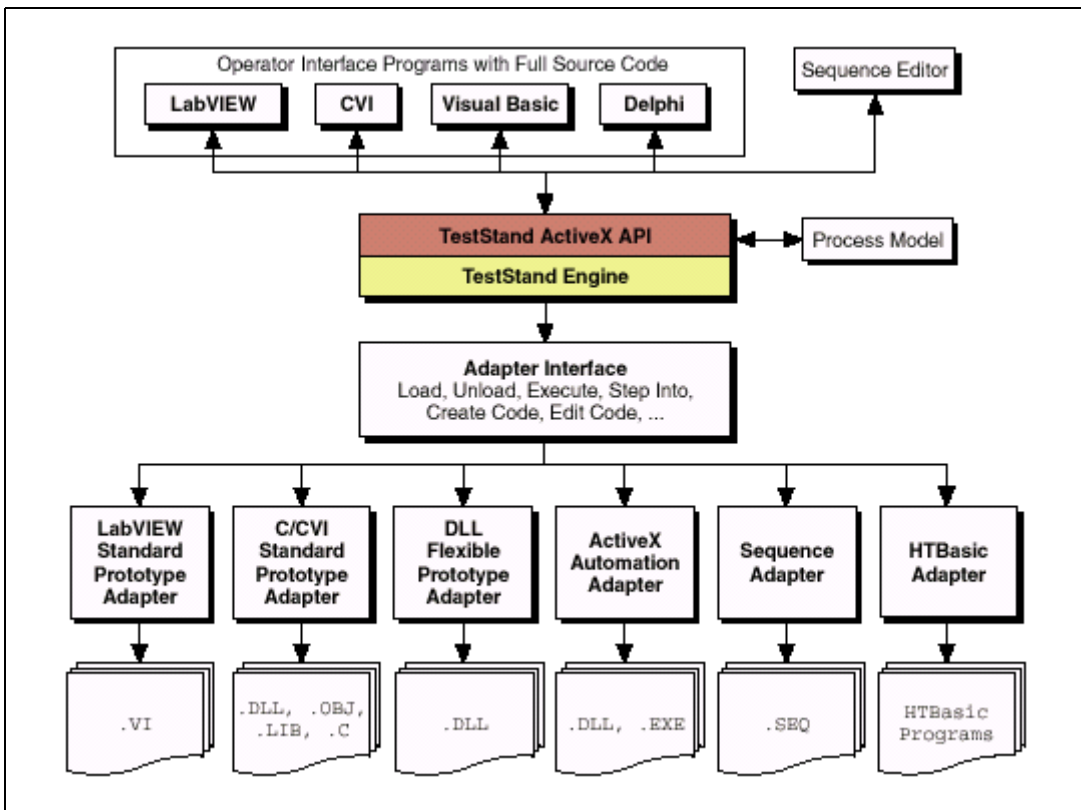 Operator Interface Programs with Full Source Code
LabVIEW
CVI
Visual Basic
Delphi
Sequence Editor
TestStand ActiveX API
TestStand Engine
Process Model
Adapter Interface
Load, Unload, Execute, Step Into,
Create Code, Edit Code, ...
LabVIEW
Standard
Prototype
Adapter
C/CVI
Standard
Prototype
Adapter
DLL
Flexible
Prototype
Adapter
ActiveX
Automation
Adapter
Sequence
Adapter
HTBasic
Adapter
.VI
.DLL, .OBJ,
.LIB, .C
.DLL
.DLL, .EXE
.SEQ
HTBasic
Programs